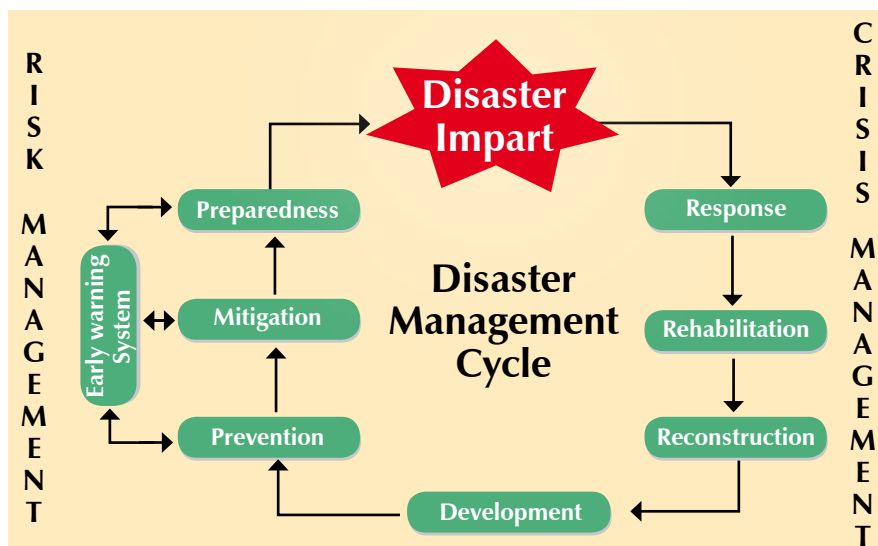 RISK MANAGEMENT
CRISIS MANAGEMENT
Disaster
Impart
Preparedness
Response
Early warning
System
Disaster
Management
Cycle
Mitigation
Rehabilitation
Prevention
Reconstruction
Development